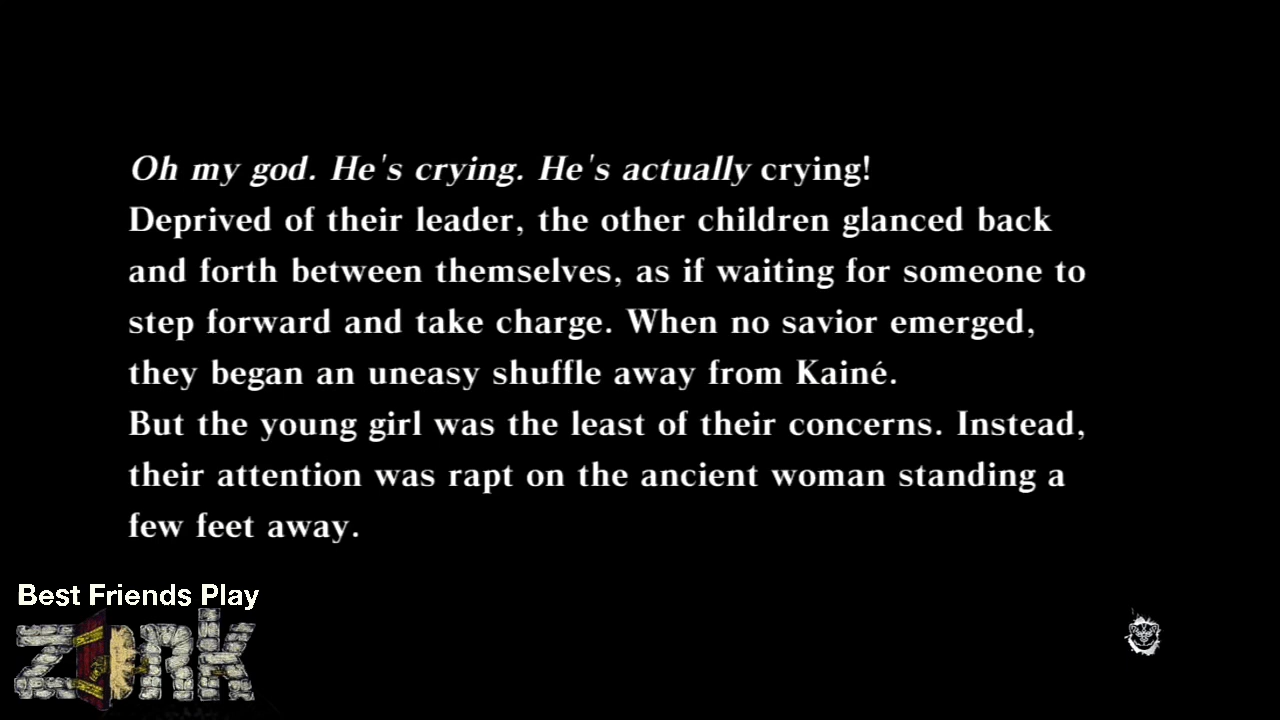 Oh my god. He's crying. He's actually crying!
Deprived of their leader, the other children glanced back
and forth between themselves, as if waiting for someone to
step forward and take charge. When no savior emerged,
they began an uneasy shuffle away from Kainé.
But the young girl was the least of their concerns. Instead,
their attention was rapt on the ancient woman standing a
few feet away.
Best Friends Play
ZORK